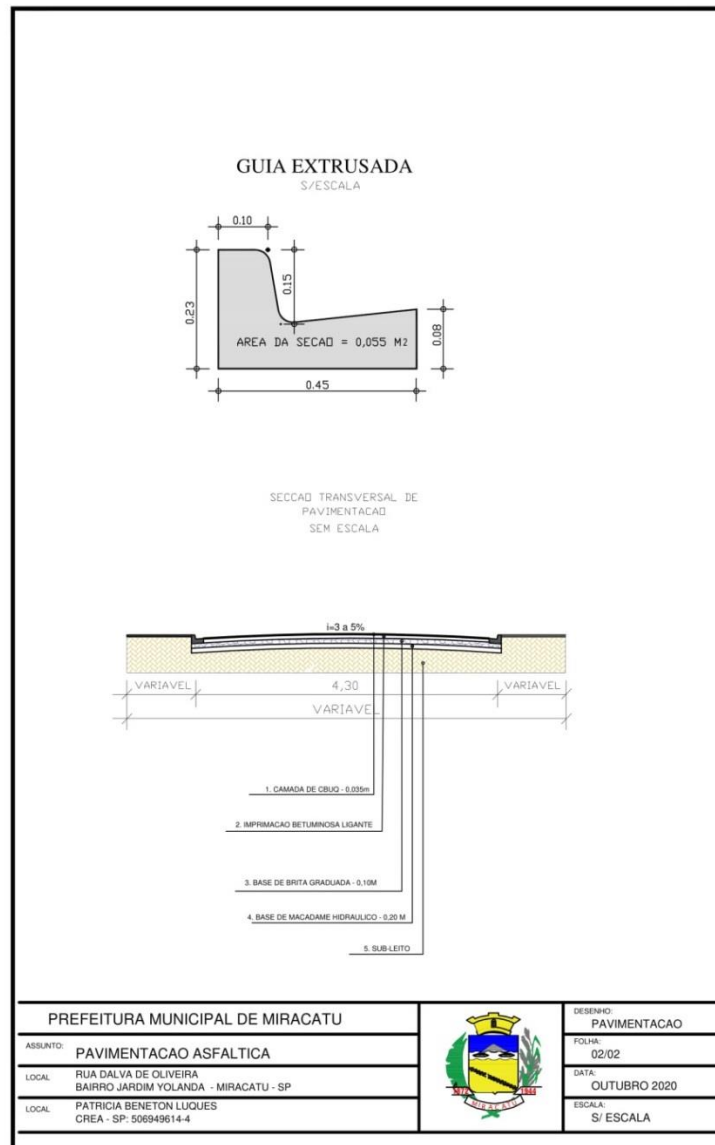 GUIA EXTRUSADA
S/ESCALA
0.10
0.23
0.15
0.08
AREA DA SECAO = 0,055 M2
0.45
SECCAO TRANSVERSAL DE
PAVIMENTACAO
SEM ESCALA
i=3 a 5%
VARIAVEL
4,30
VARIAVEL
VARIAVEL
1. CAMADA DE CBUQ - 0,035m
2. IMPRIMACAO BETUMINOSA LIGANTE
3. BASE DE BRITA GRADUADA - 0,10M
4. BASE DE MACADAME HIDRAULICO - 0,20 M
5. SUB-LEITO
PREFEITURA MUNICIPAL DE MIRACATU
ASSUNTO: PAVIMENTACAO ASFALTICA
LOCAL RUA DALVA DE OLIVEIRA
BAIRRO JARDIM YOLANDA - MIRACATU - SP
LOCAL PATRICIA BENETON LUQUES
CREA - SP: 506949614-4
MIRACATU
DESENHO:
PAVIMENTACAO
FOLHA:
02/02
DATA:
OUTUBRO 2020
ESCALA:
S/ ESCALA